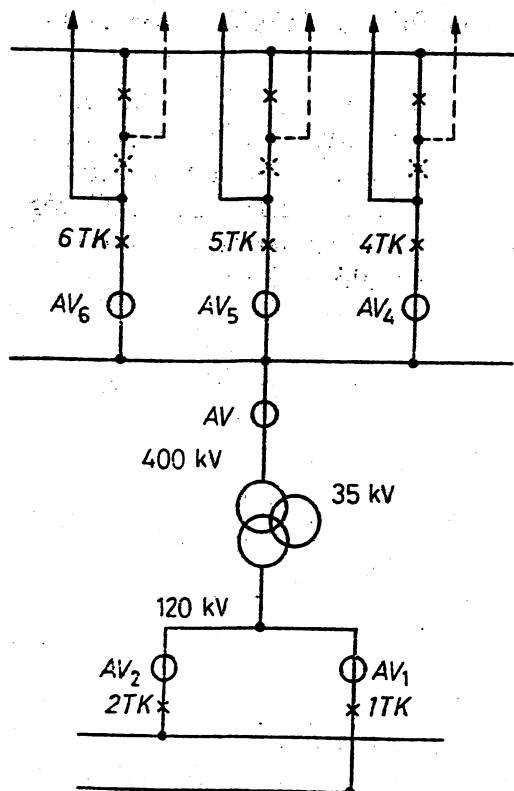 6TK 5TK 4TK
AV₆ AV₅ AV₄
AV
400 kV
35 kV
120 kV
AV₂ AV₁
2TK 1TK